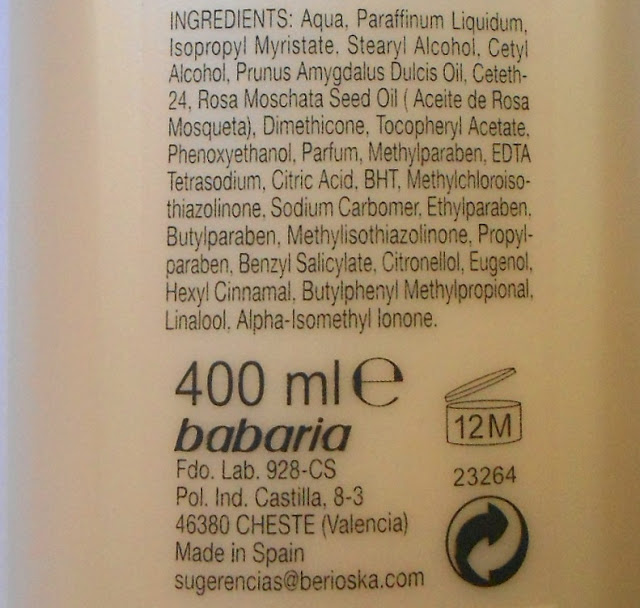 INGREDIENTS: Aqua, Paraffinum Liquidum,
Isopropyl Myristate. Stearyl Alcohol, Cetyl
Alcohol, Prunus Amygdalus Dulcis Oil, Ceteth-
24, Rosa Moschata Seed Oil ( Aceite de Rosa
Mosqueta), Dimethicone, Tocopheryl Acetate,
Phenoxyethanol, Parfum, Methylparaben, EDTA
Tetrasodium, Citric Acid, BHT, Methylchloroiso-
thiazolinone, Sodium Carbomer, Ethylparaben,
Butylparaben, Methylisothiazolinone, Propyl-
paraben, Benzyl Salicylate, Citronellol, Eugenol,
Hexyl Cinnamal, Butylphenyl Methylpropional,
Linalool, Alpha-Isomethyl Ionone.
400 ml e
babaria
12M
Fdo. Lab. 928-CS
23264
Pol. Ind. Castilla, 8-3
46380 CHESTE (Valencia)
Made in Spain
sugerencias@berioska.com